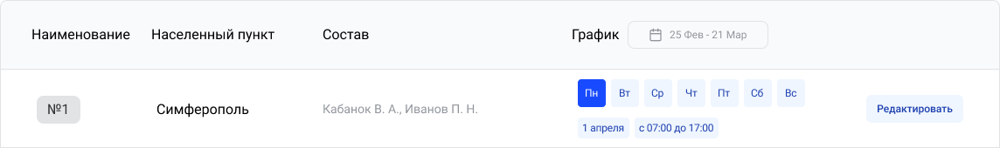 Наименование Населенный пункт Состав График 25 Фев - 21 Мар
№1 Симферополь Кабанок В. А., Иванов П. Н. Пн Вт Ср Чт Пт Сб Вс Редактировать
1 апреля с 07:00 до 17:00